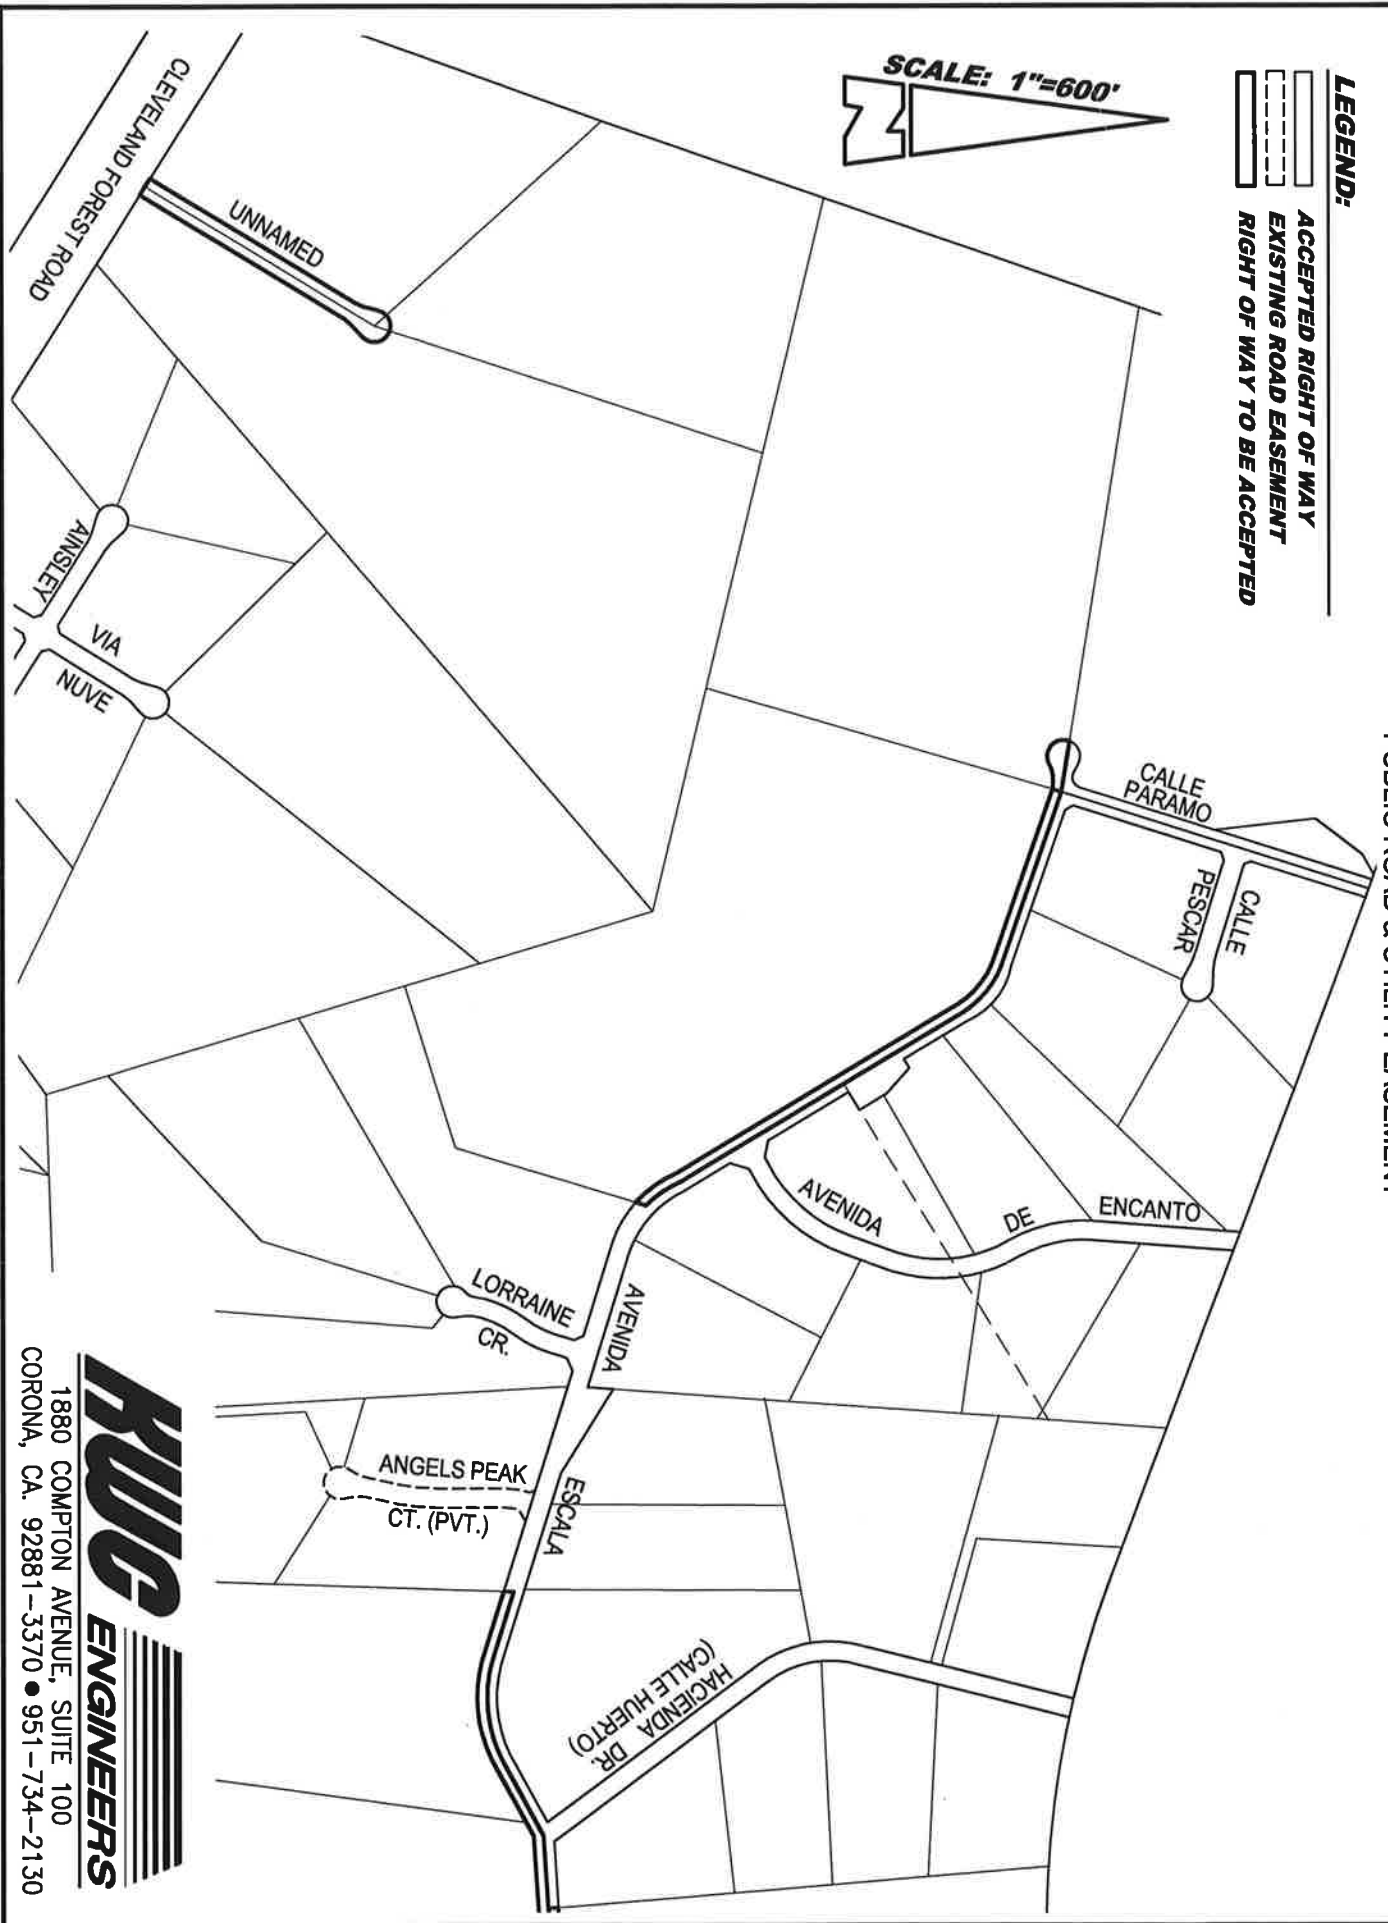 LEGEND:
ACCEPTED RIGHT OF WAY
EXISTING ROAD EASEMENT
RIGHT OF WAY TO BE ACCEPTED
SCALE: 1"=600'
N
CLEVELAND FOREST ROAD
UNNAMED
AINSLEY
VIA
NUVE
CALLE
PARAMO
CALLE
PESCAR
AVENIDA
DE
ENCANTO
LORRAINE
CR.
AVENIDA
ESCALA
ANGELS PEAK
CT. (PVT.)
HACIENDA DR.
(CALLE HUERTO)
KWC ENGINEERS
1880 COMPTON AVENUE, SUITE 100
CORONA, CA. 92881-3370 ● 951-734-2130